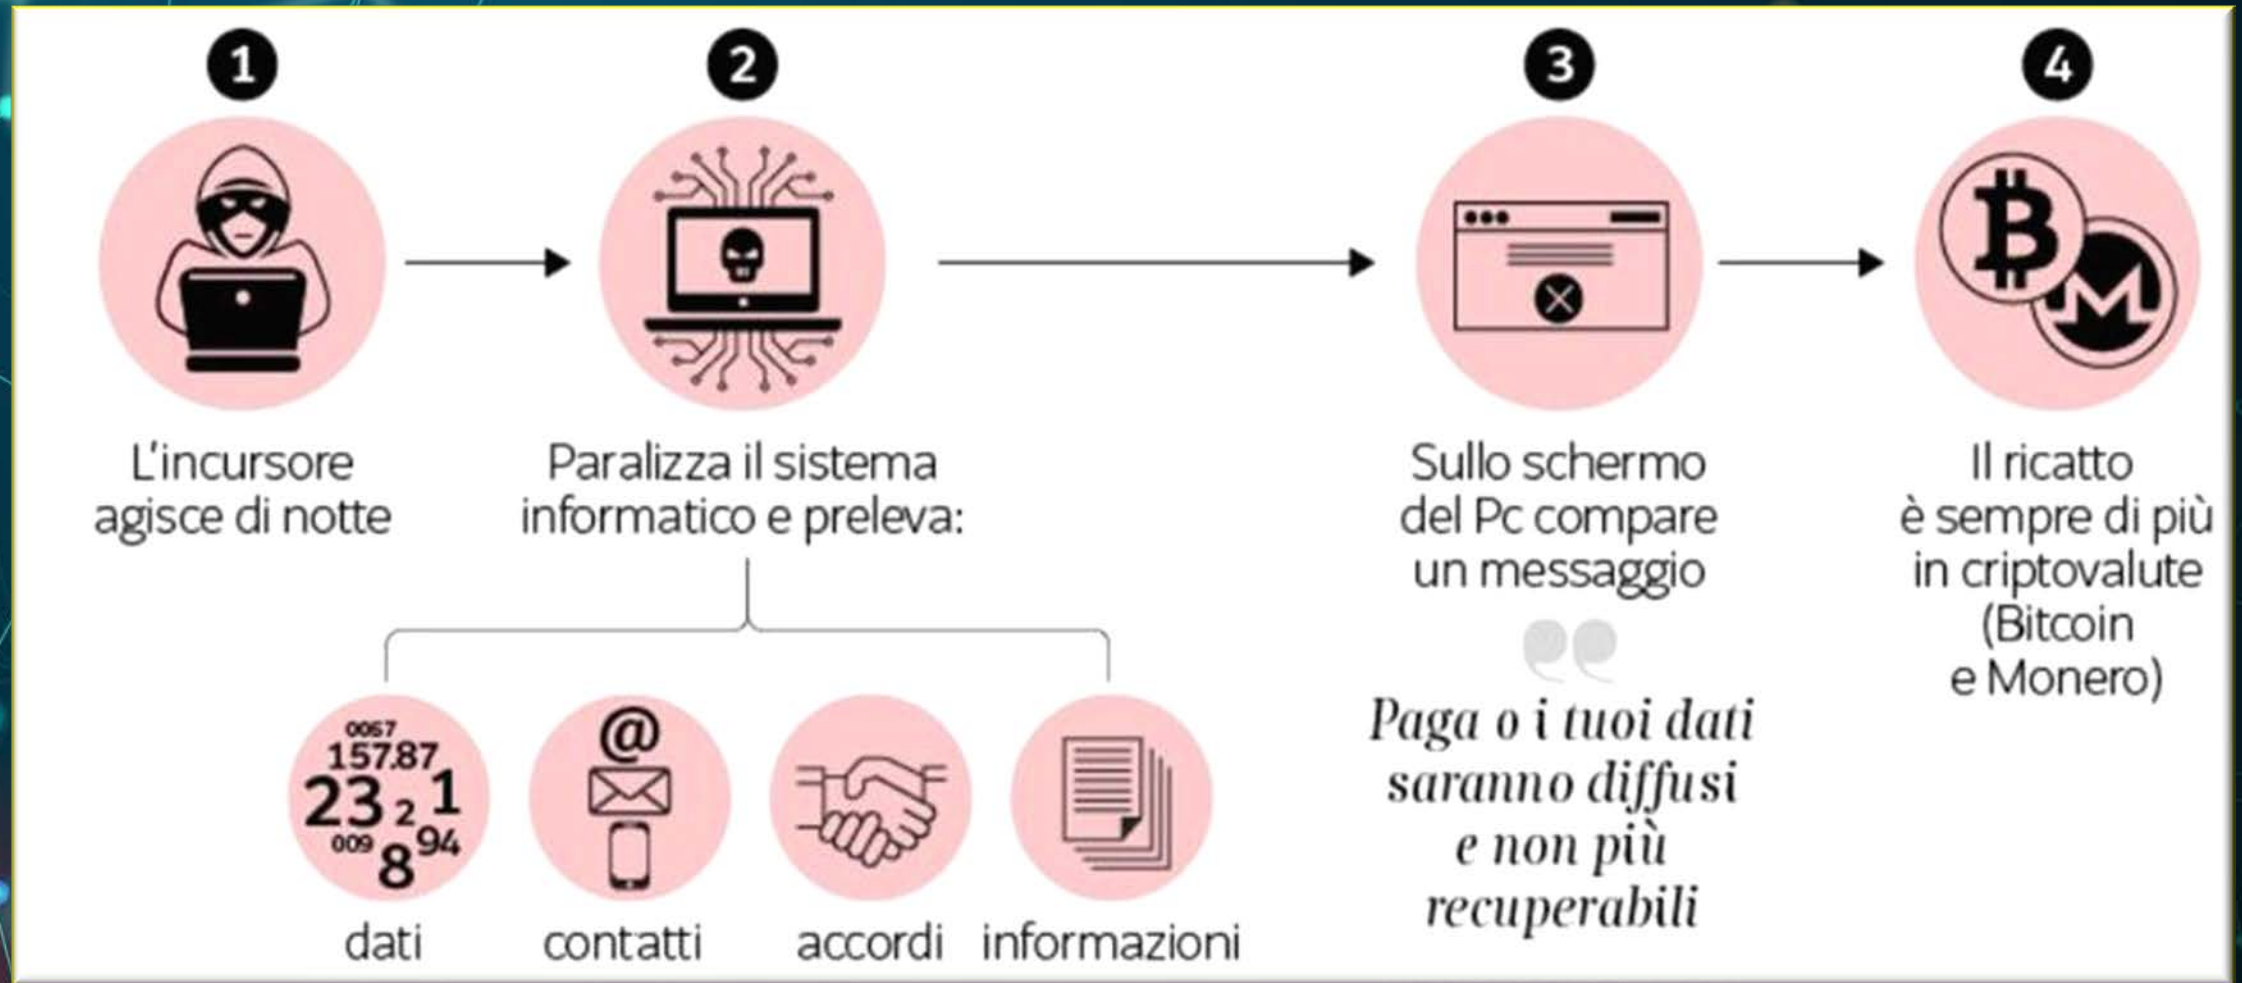 1
2
3
4
L'incursore
agisce di notte
Paralizza il sistema
informatico e preleva:
Sullo schermo
del Pc compare
un messaggio
Il ricatto
è sempre di più
in criptovalute
(Bitcoin
e Monero)
Paga o i tuoi dati
saranno diffusi
e non più
recuperabili
0057
157.87
23 2 1
009 8 94
@
dati
contatti
accordi
informazioni